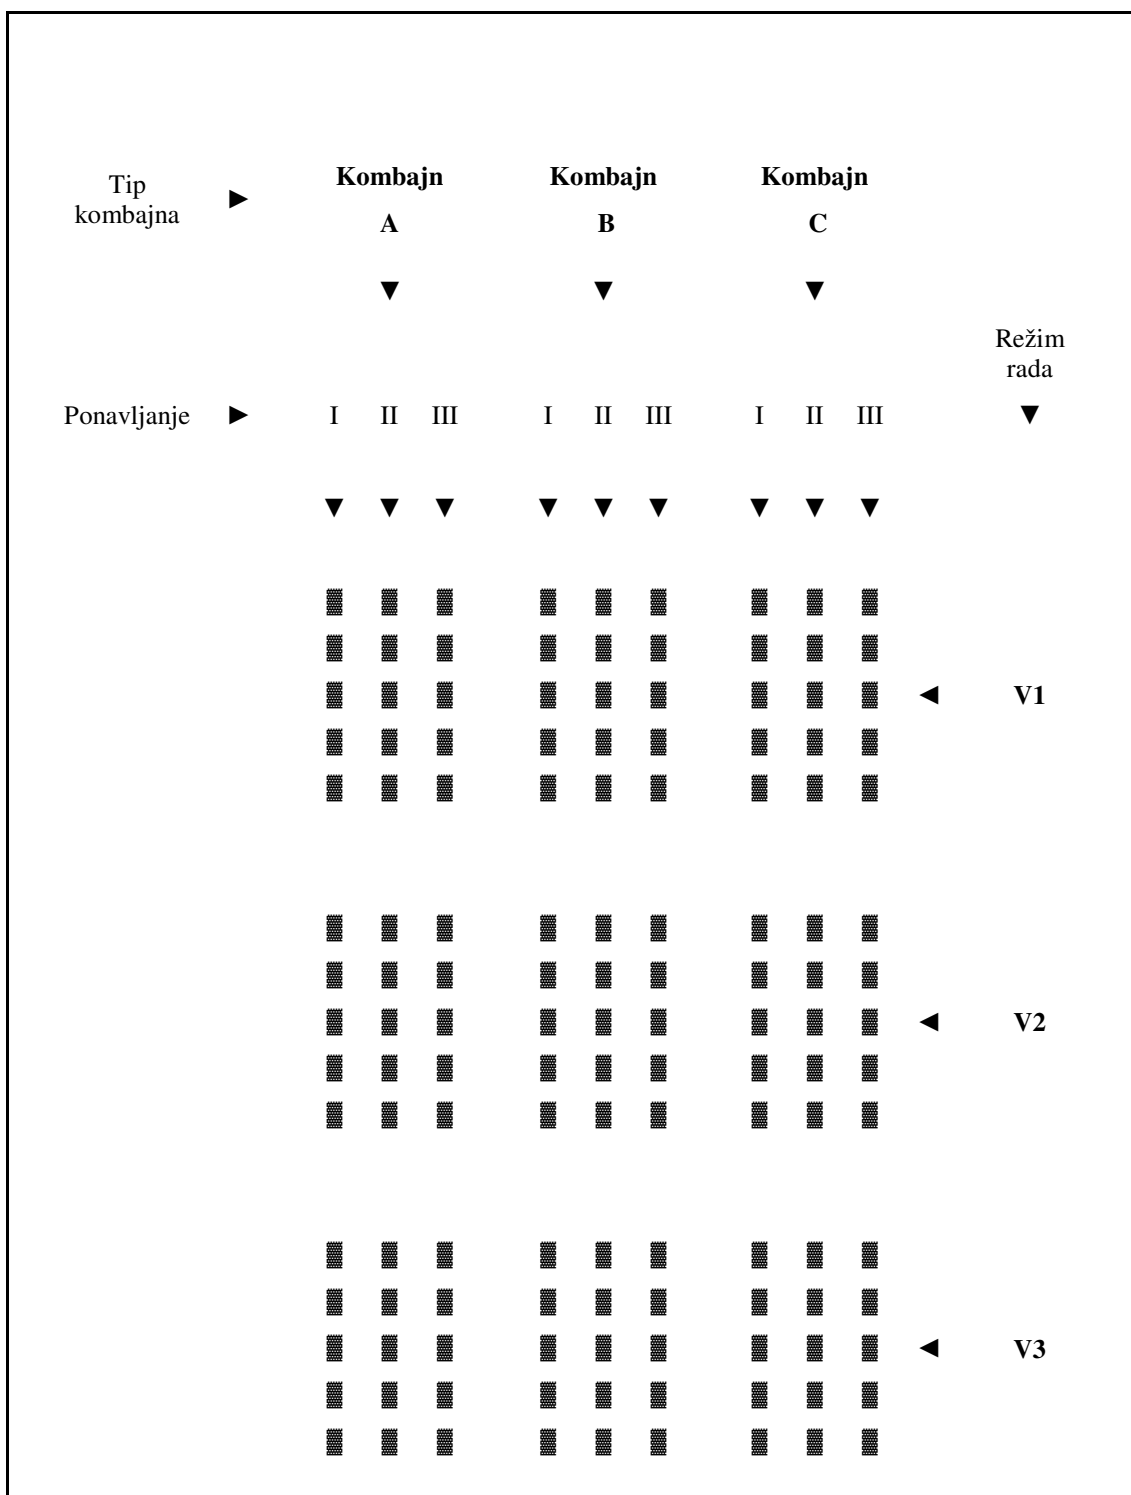 Kombajn Kombajn Kombajn
Tip
kombajna ►
A B C
▼ ▼ ▼
Režim
rada
Ponavljanje ► I II III I II III I II III ▼
▼ ▼ ▼ ▼ ▼ ▼ ▼ ▼ ▼
◄ V1
◄ V2
◄ V3